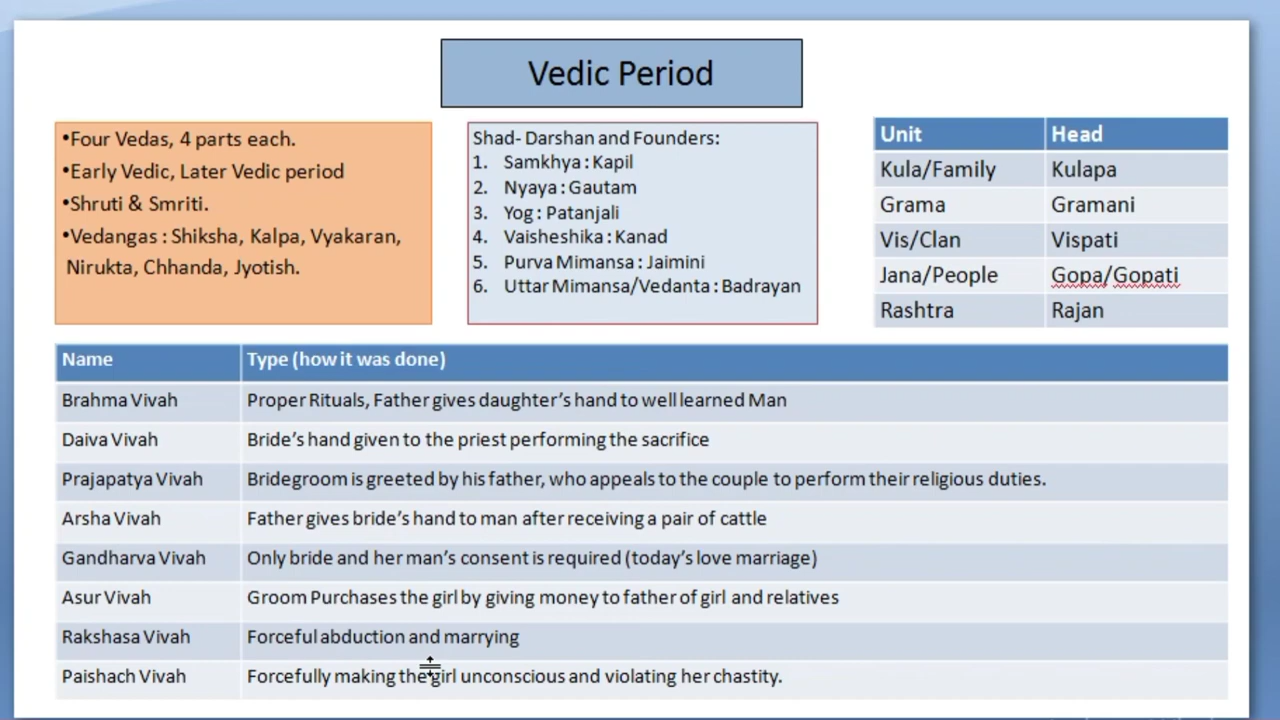 Vedic Period
•Four Vedas, 4 parts each.
•Early Vedic, Later Vedic period
•Shruti & Smriti.
•Vedangas : Shiksha, Kalpa, Vyakaran,
Nirukta, Chhanda, Jyotish.
Shad- Darshan and Founders:
1. Samkhya : Kapil
2. Nyaya : Gautam
3. Yog : Patanjali
4. Vaisheshika : Kanad
5. Purva Mimansa : Jaimini
6. Uttar Mimansa/Vedanta : Badrayan
Unit Head
Kula/Family Kulapa
Grama Gramani
Vis/Clan Vispati
Jana/People Gopa/Gopati
Rashtra Rajan
Name Type (how it was done)
Brahma Vivah Proper Rituals, Father gives daughter's hand to well learned Man
Daiva Vivah Bride's hand given to the priest performing the sacrifice
Prajapatya Vivah Bridegroom is greeted by his father, who appeals to the couple to perform their religious duties.
Arsha Vivah Father gives bride's hand to man after receiving a pair of cattle
Gandharva Vivah Only bride and her man's consent is required (today's love marriage)
Asur Vivah Groom Purchases the girl by giving money to father of girl and relatives
Rakshasa Vivah Forceful abduction and marrying
Paishach Vivah Forcefully making the girl unconscious and violating her chastity.